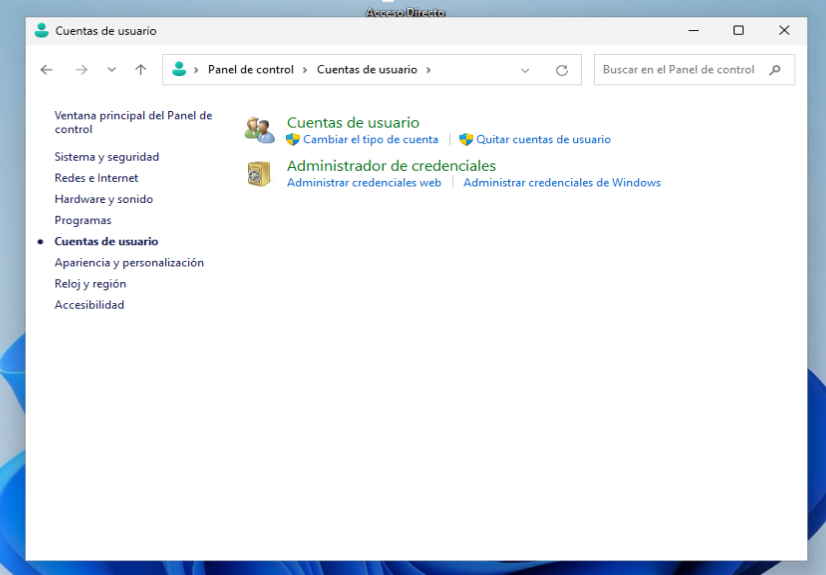 Acceso Directo
Cuentas de usuario
Panel de control Cuentas de usuario
Buscar en el Panel de control
Ventana principal del Panel de
control
Sistema y seguridad
Redes e Internet
Hardware y sonido
Programas
Cuentas de usuario
Apariencia y personalización
Reloj y región
Accesibilidad
Cuentas de usuario
Cambiar el tipo de cuenta Quitar cuentas de usuario
Administrador de credenciales
Administrar credenciales web Administrar credenciales de Windows